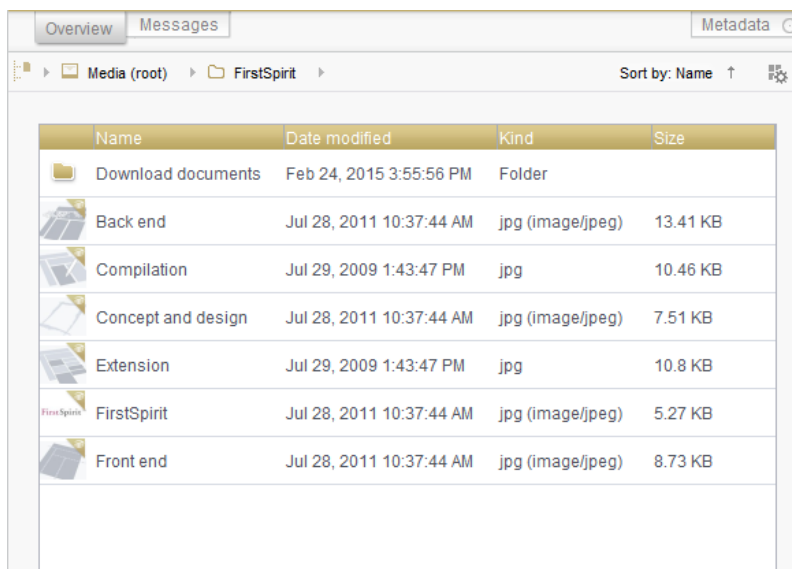 Overview Messages Metadata
Media (root) FirstSpirit Sort by: Name ↑
Name Date modified Kind Size
Download documents Feb 24, 2015 3:55:56 PM Folder
Back end Jul 28, 2011 10:37:44 AM jpg (image/jpeg) 13.41 KB
Compilation Jul 29, 2009 1:43:47 PM jpg 10.46 KB
Concept and design Jul 28, 2011 10:37:44 AM jpg (image/jpeg) 7.51 KB
Extension Jul 29, 2009 1:43:47 PM jpg 10.8 KB
FirstSpirit FirstSpirit Jul 28, 2011 10:37:44 AM jpg (image/jpeg) 5.27 KB
Front end Jul 28, 2011 10:37:44 AM jpg (image/jpeg) 8.73 KB